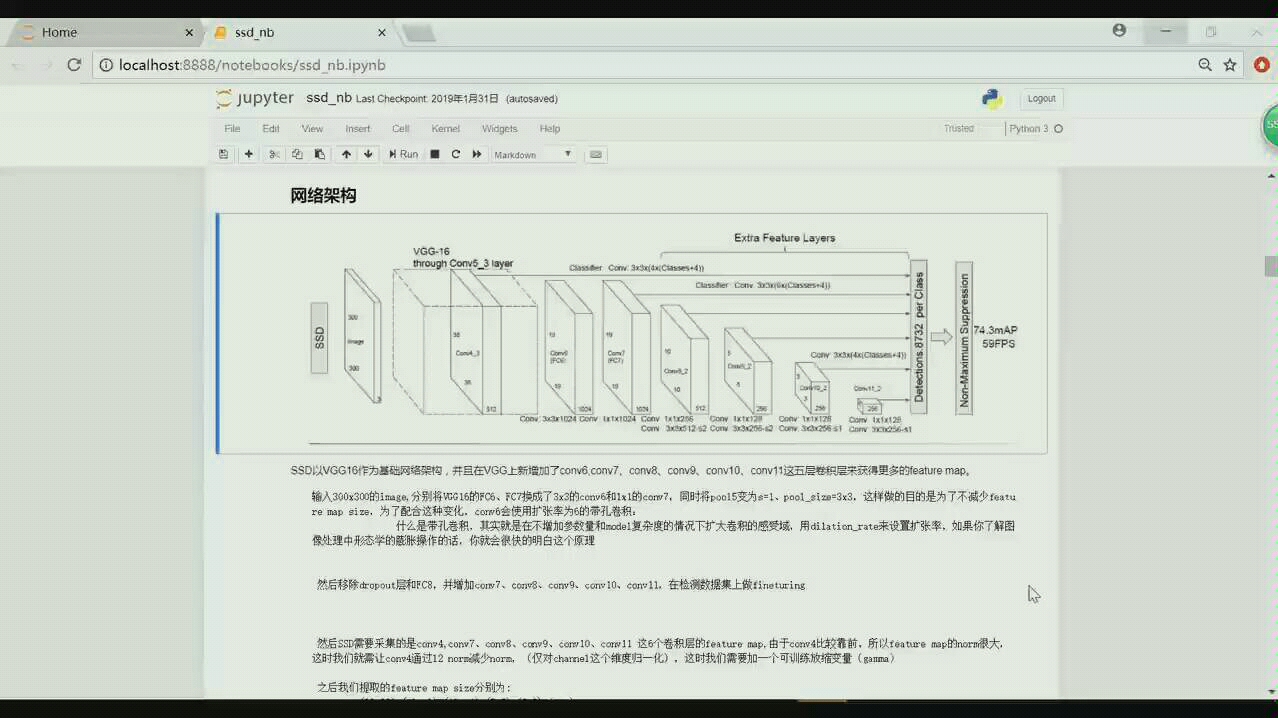 Home
ssd_nb
localhost:8888/notebooks/ssd_nb.ipynb
jupyter ssd_nb Last Checkpoint: 2019年1月31日 (autosaved)
Logout
File Edit View Insert Cell Kernel Widgets Help
Trusted
Python 3
Run
Markdown
网络架构
Extra Feature Layers
VGG-16
through Conv5_3 layer
Classifier : Conv: 3x3x(4x(Classes+4))
Classifier : Conv: 3x3x(6x(Classes+4))
SSD
300
Image
300
3
38
Conv4_3
38
512
19
Conv6
(FC6)
19
1024
19
Conv7
(FC7)
19
1024
10
Conv8_2
10
512
5
Conv9_2
5
256
Conv: 3x3x(4x(Classes+4))
3
Conv10_2
3
256
Conv11_2
256
Detections:8732 per Class
Non-Maximum Suppression
74.3mAP
59FPS
Conv: 3x3x1024 Conv: 1x1x1024 Conv: 1x1x256 Conv: 1x1x128 Conv: 1x1x128 Conv: 1x1x128
Conv: 3x3x512-s2 Conv: 3x3x256-s2 Conv: 3x3x256-s1 Conv: 3x3x256-s1
SSD以VGG16作为基础网络架构，并且在VGG上新增加了conv6,conv7、conv8、conv9、conv10、conv11这五层卷积层来获得更多的feature map。
输入300x300的image,分别将VGG16的FC6、FC7换成了3x3的conv6和1x1的conv7，同时将pool5变为s=1、pool_size=3x3，这样做的目的是为了不减少featu
re map size，为了配合这种变化，conv6会使用扩张率为6的带孔卷积：
什么是带孔卷积，其实就是在不增加参数量和model复杂度的情况下扩大卷积的感受域，用dilation_rate来设置扩张率，如果你了解图
像处理中形态学的膨胀操作的话，你就会很快的明白这个原理
然后移除dropout层和FC8，并增加conv7、conv8、conv9、conv10、conv11，在检测数据集上做fineturing
然后SSD需要采集的是conv4,conv7、conv8、conv9、conv10、conv11 这6个卷积层的feature map,由于conv4比较靠前，所以feature map的norm很大，
这时我们就需让conv4通过l2 norm减少norm，（仅对channel这个维度归一化），这时我们需要加一个可训练放缩变量（gamma）
之后我们提取的feature map size分别为：